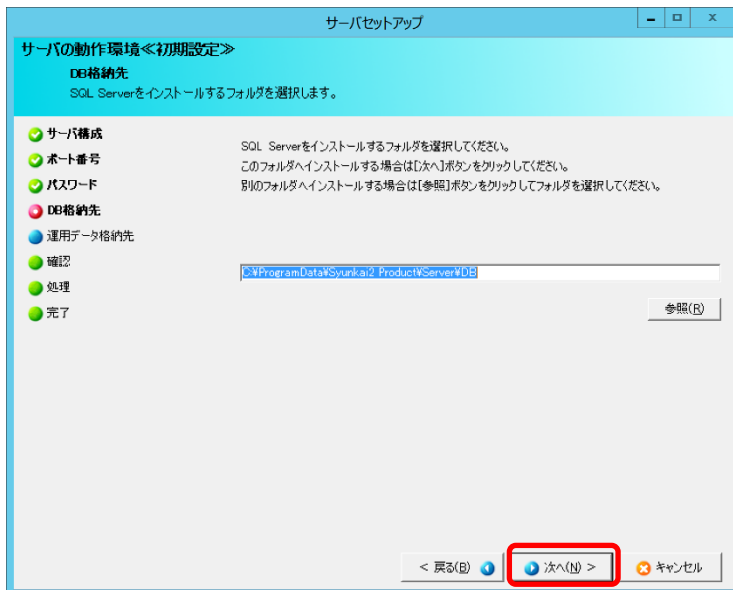 サーバセットアップ
サーバの動作環境≪初期設定≫
DB格納先
SQL Serverをインストールするフォルダを選択します。
サーバ構成
ポート番号
パスワード
DB格納先
運用データ格納先
確認
処理
完了
SQL Serverをインストールするフォルダを選択してください。
このフォルダへインストールする場合は[次へ]ボタンをクリックしてください。
別のフォルダへインストールする場合は[参照]ボタンをクリックしてフォルダを選択してください。
C:¥ProgramData¥Syunkai2 Product¥Server¥DB
参照(R)
< 戻る(B)
次へ(N) >
キャンセル